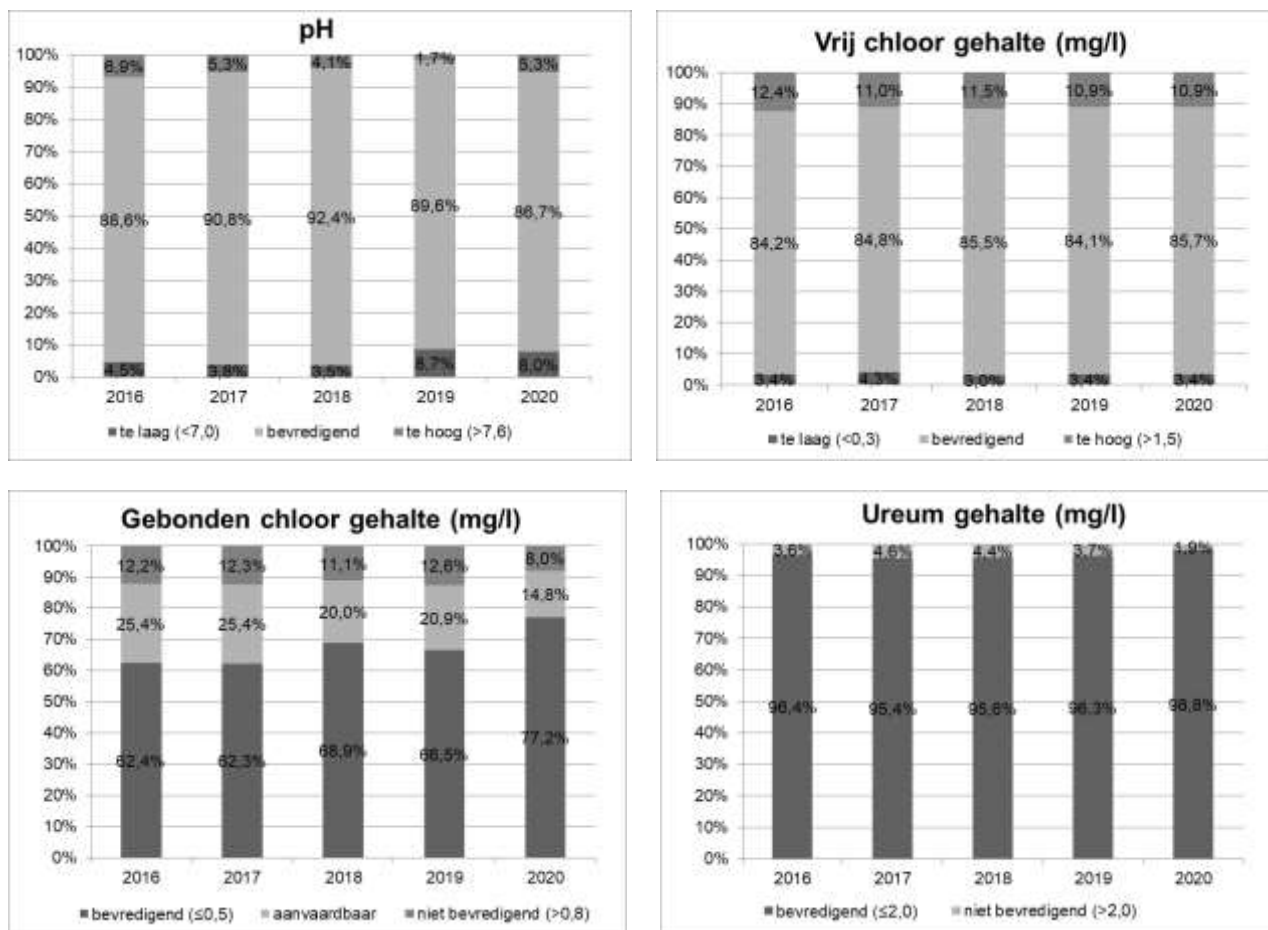 pH
100%
90%
80%
70%
60%
50%
40%
30%
20%
10%
0%
6,9% 5,3% 4,1% 1,7% 5,3%
88,6% 90,8% 92,4% 89,6% 86,7%
4,5% 3,8% 3,5% 8,7% 8,0%
2016 2017 2018 2019 2020
te laag (<7,0) bevredigend te hoog (>7,6)
Vrij chloor gehalte (mg/l)
100%
90%
80%
70%
60%
50%
40%
30%
20%
10%
0%
12,4% 11,0% 11,5% 10,9% 10,9%
84,2% 84,8% 85,5% 84,1% 85,7%
3,4% 4,3% 3,0% 3,4% 3,4%
2016 2017 2018 2019 2020
te laag (<0,3) bevredigend te hoog (>1,5)
Gebonden chloor gehalte (mg/l)
100%
90%
80%
70%
60%
50%
40%
30%
20%
10%
0%
12,2% 12,3% 11,1% 12,6% 8,0%
25,4% 25,4% 20,0% 20,9% 14,8%
62,4% 62,3% 68,9% 66,5% 77,2%
2016 2017 2018 2019 2020
bevredigend (≤0,5) aanvaardbaar niet bevredigend (>0,8)
Ureum gehalte (mg/l)
100%
90%
80%
70%
60%
50%
40%
30%
20%
10%
0%
3,6% 4,6% 4,4% 3,7% 1,9%
96,4% 95,4% 95,6% 96,3% 98,8%
2016 2017 2018 2019 2020
bevredigend (≤2,0) niet bevredigend (>2,0)